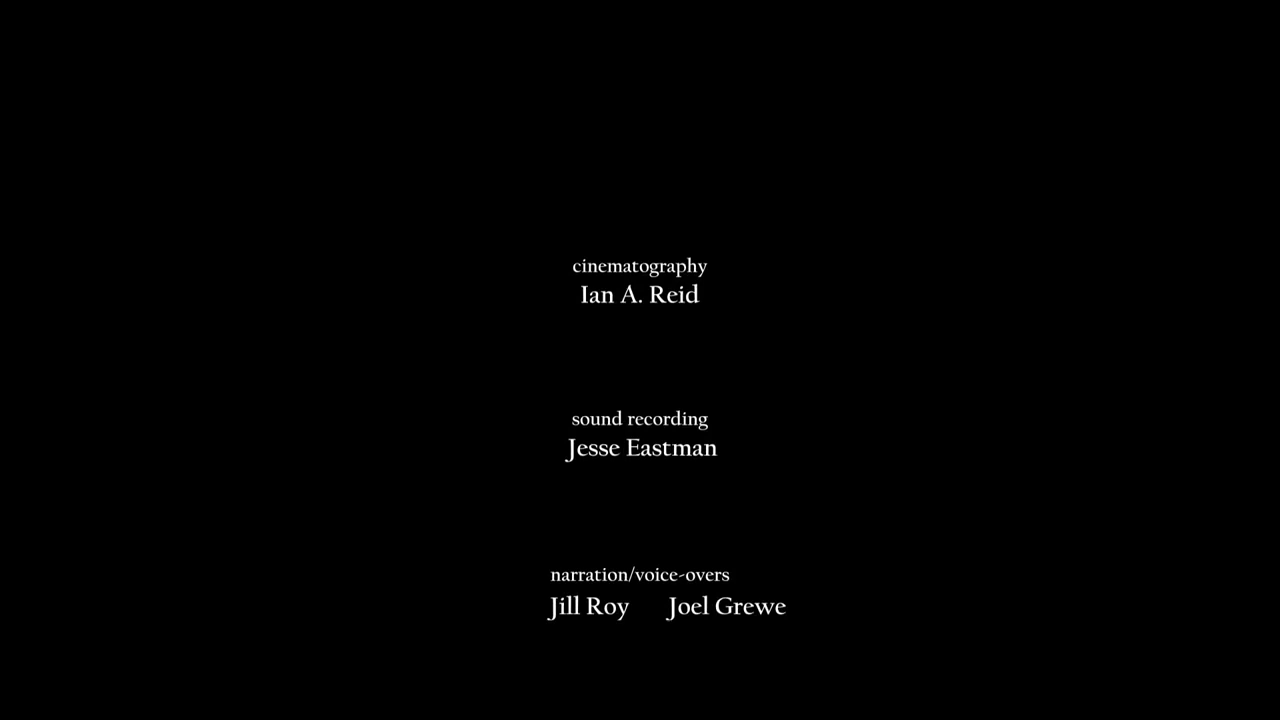 cinematography
Ian A. Reid
sound recording
Jesse Eastman
narration/voice-overs
Jill Roy Joel Grewe